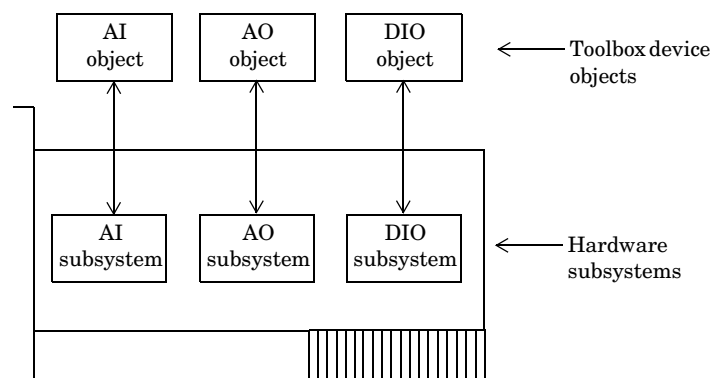 AI
object
AO
object
DIO
object
Toolbox device
objects
AI
subsystem
AO
subsystem
DIO
subsystem
Hardware
subsystems